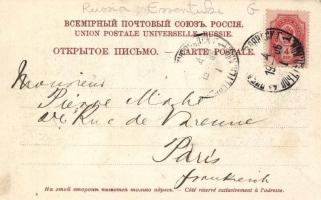 Russia - Essentuki G
ВСЕМІРНЫЙ ПОЧТОВЫЙ СОЮЗЪ. РОССІЯ.
UNION POSTALE UNIVERSELLE. RUSSIE.
ОТКРЫТОЕ ПИСЬМО. — CARTE POSTALE.
Monsieur
Pierre
Rue de Varenne
Paris
Frankreich
На этой сторонѣ пишется только адресъ. — Côté réservé exclusivement à l'adresse.